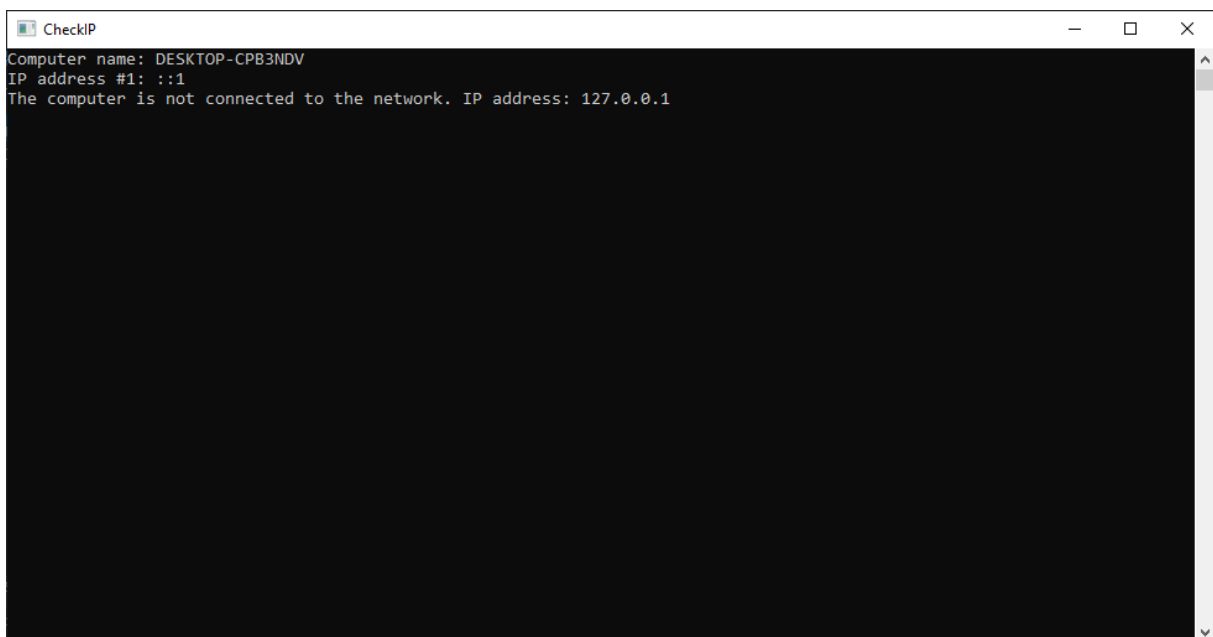 CheckIP
Computer name: DESKTOP-CPB3NDV
IP address #1: ::1
The computer is not connected to the network. IP address: 127.0.0.1